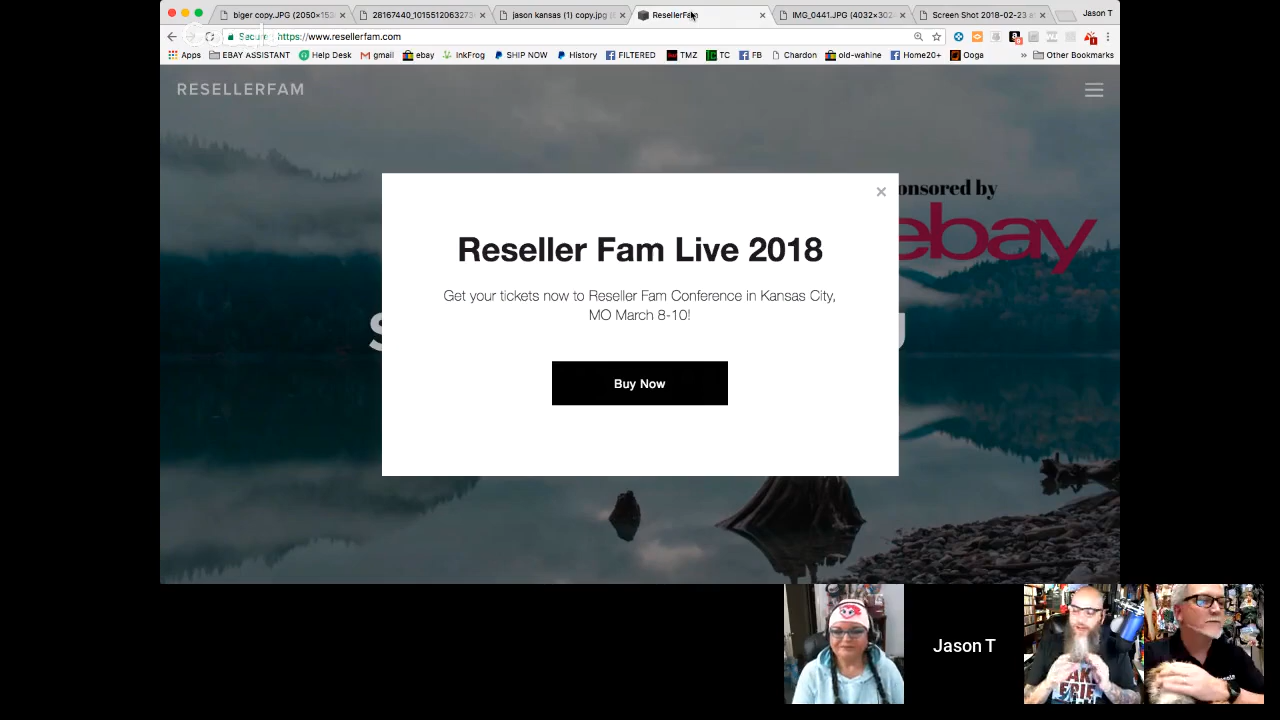 biger copy.JPG (2050×153
28167440_1015512063273
jason kansas (1) copy.jpg (
ResellerFam
IMG_0441.JPG (4032×302
Screen Shot 2018-02-23 a
Jason T
Secure
https://www.resellerfam.com
Apps
EBAY ASSISTANT
Help Desk
gmail
ebay
InkFrog
SHIP NOW
History
FILTERED
TMZ
TC
FB
Chardon
old-wahine
Home20+
Ooga
»
Other Bookmarks
RESELLERFAM
onsored by
ebay
Reseller Fam Live 2018
Get your tickets now to Reseller Fam Conference in Kansas City,
MO March 8-10!
Buy Now
Jason T
ERIE